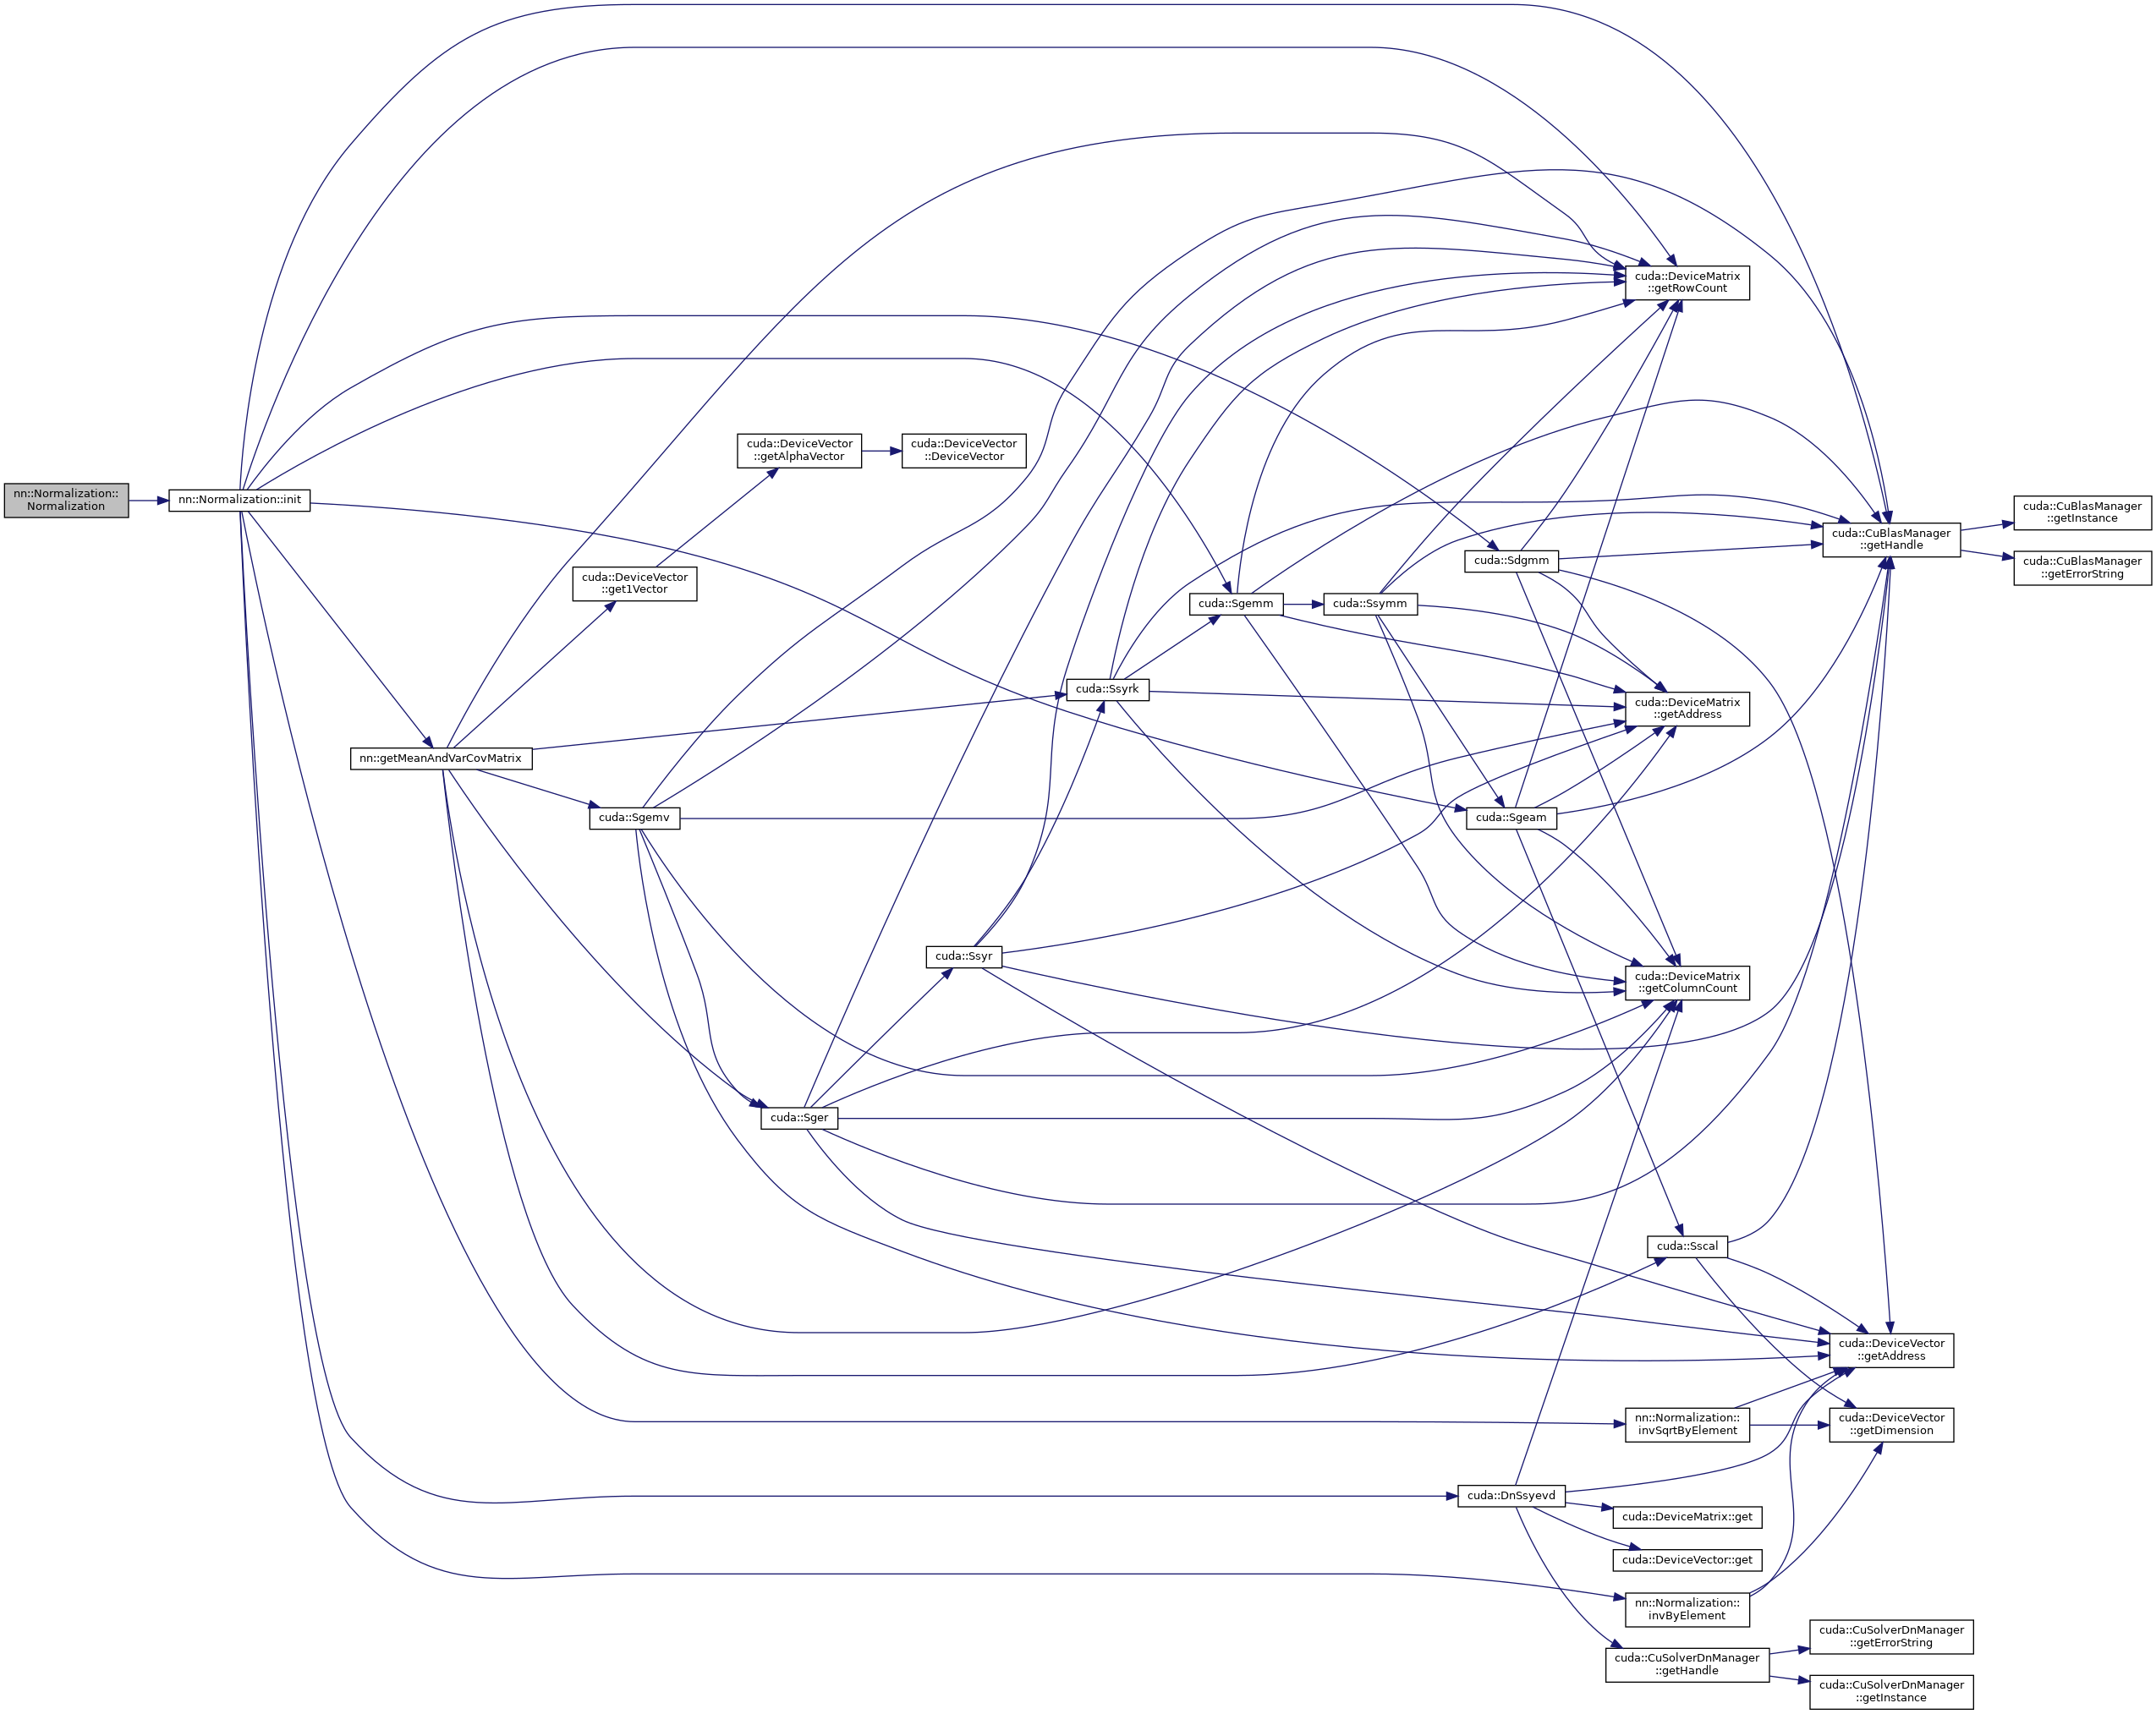 nn::Normalization::
Normalization
nn::Normalization::init
nn::getMeanAndVarCovMatrix
cuda::DeviceVector
::get1Vector
cuda::Sgemv
cuda::DeviceVector
::getAlphaVector
cuda::Sger
cuda::DeviceVector
::DeviceVector
cuda::Ssyr
cuda::Ssyrk
cuda::Sgemm
cuda::Ssymm
cuda::Sdgmm
cuda::Sgeam
cuda::DnSsyevd
cuda::DeviceMatrix
::getRowCount
cuda::DeviceMatrix
::getAddress
cuda::DeviceMatrix
::getColumnCount
cuda::Sscal
nn::Normalization::
invSqrtByElement
cuda::DeviceMatrix::get
cuda::DeviceVector::get
nn::Normalization::
invByElement
cuda::CuSolverDnManager
::getHandle
cuda::CuBlasManager
::getHandle
cuda::DeviceVector
::getAddress
cuda::DeviceVector
::getDimension
cuda::CuSolverDnManager
::getErrorString
cuda::CuSolverDnManager
::getInstance
cuda::CuBlasManager
::getInstance
cuda::CuBlasManager
::getErrorString